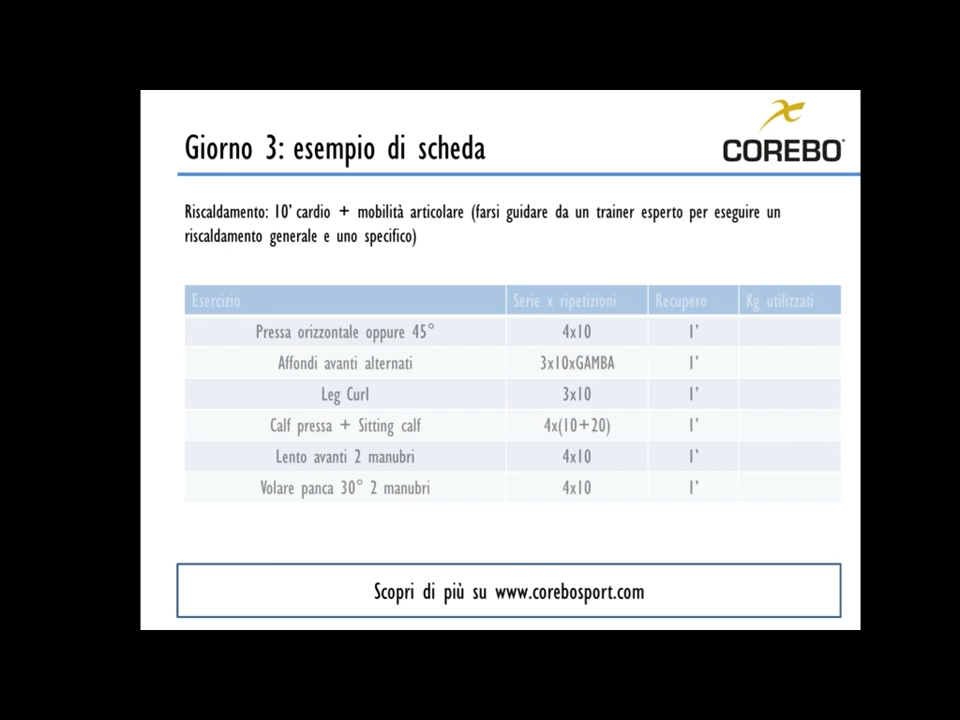 COREBO®
Giorno 3: esempio di scheda
Riscaldamento: 10' cardio + mobilità articolare (farsi guidare da un trainer esperto per eseguire un
riscaldamento generale e uno specifico)
Esercizio Serie x ripetizioni Recupero Kg utilizzati
Pressa orizzontale oppure 45° 4x10 1'
Affondi avanti alternati 3x10xGAMBA 1'
Leg Curl 3x10 1'
Calf pressa + Sitting calf 4x(10+20) 1'
Lento avanti 2 manubri 4x10 1'
Volare panca 30° 2 manubri 4x10 1'
Scopri di più su www.corebosport.com